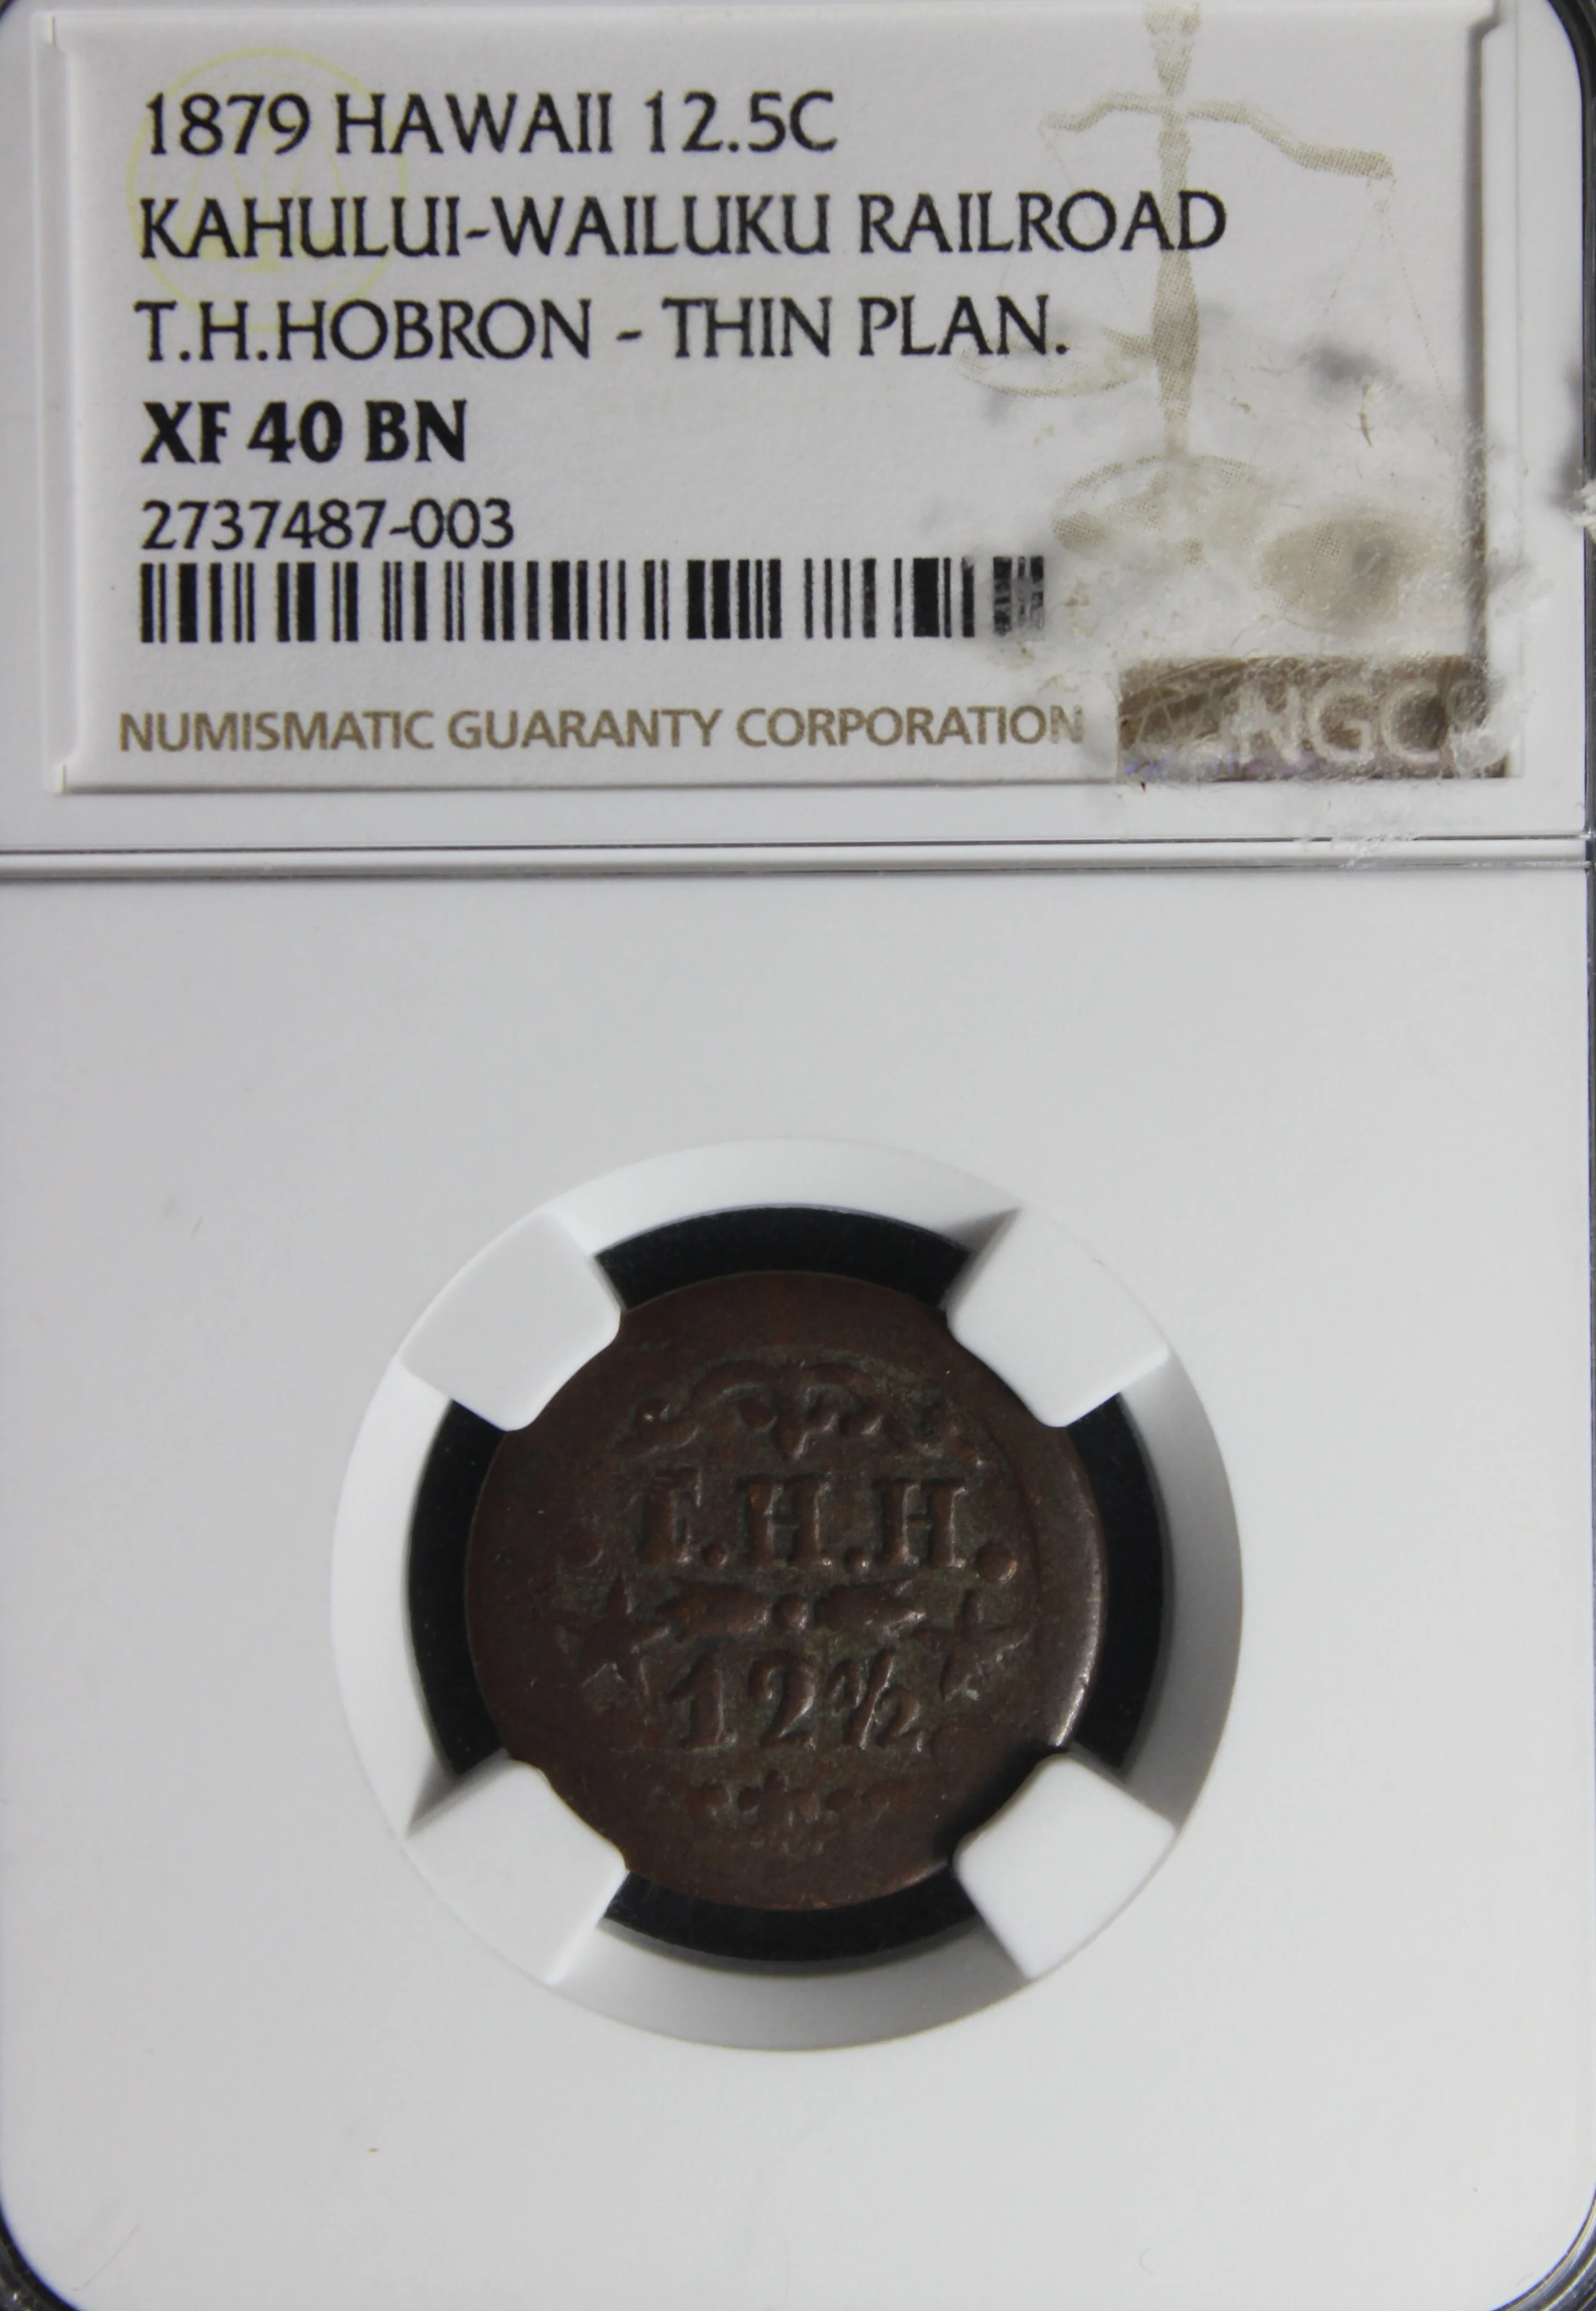 1879 HAWAII 12.5C
KAHULUI-WAILUKU RAILROAD
T.H.HOBRON - THIN PLAN.
XF 40 BN
2737487-003
NUMISMATIC GUARANTY CORPORATION
NGC
T.H.H.
12½